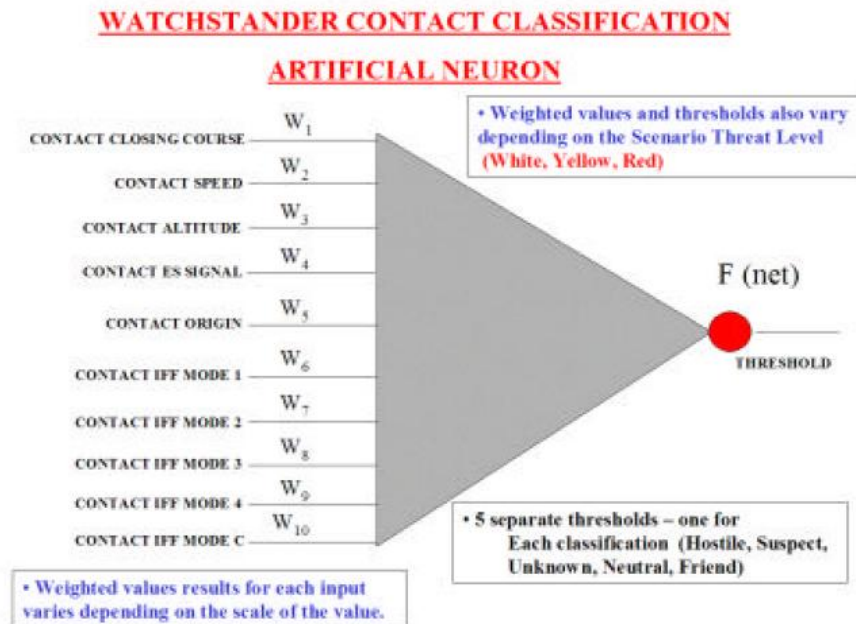 WATCHSTANDER CONTACT CLASSIFICATION
ARTIFICIAL NEURON
• Weighted values and thresholds also vary
depending on the Scenario Threat Level
(White, Yellow, Red)
CONTACT CLOSING COURSE W1
CONTACT SPEED W2
CONTACT ALTITUDE W3
CONTACT ES SIGNAL W4
CONTACT ORIGIN W5
CONTACT IFF MODE 1 W6
CONTACT IFF MODE 2 W7
CONTACT IFF MODE 3 W8
CONTACT IFF MODE 4 W9
CONTACT IFF MODE C W10
F (net)
THRESHOLD
• 5 separate thresholds – one for
Each classification (Hostile, Suspect,
Unknown, Neutral, Friend)
• Weighted values results for each input
varies depending on the scale of the value.